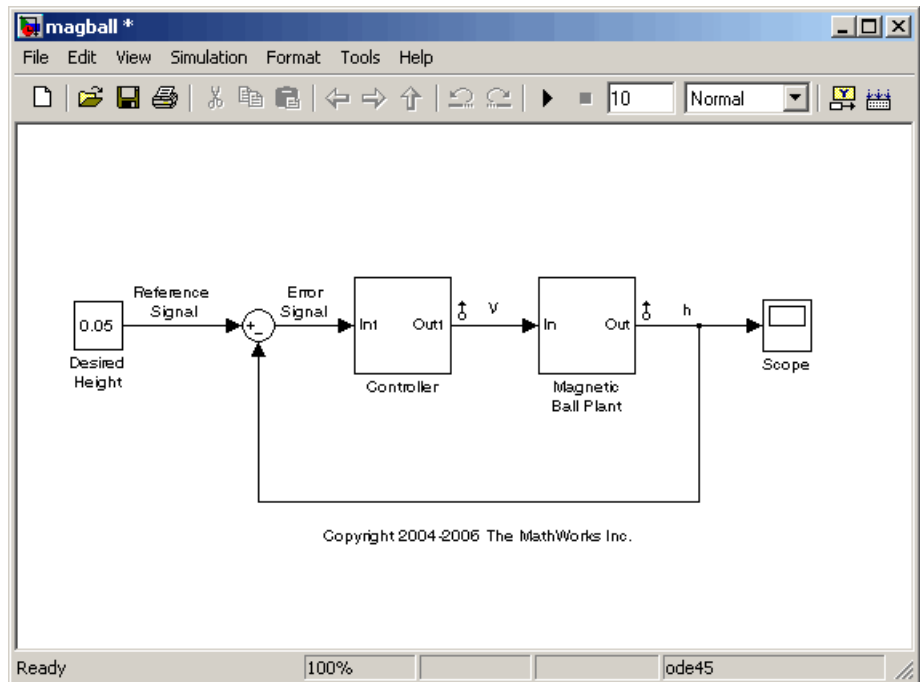 magball *
File Edit View Simulation Format Tools Help
10 Normal
Reference
Signal
Error
Signal
0.05
Desired
Height
+
-
In1 Out1
Controller
V
In Out
Magnetic
Ball Plant
h
Scope
Copyright 2004-2006 The MathWorks Inc.
Ready 100% ode45